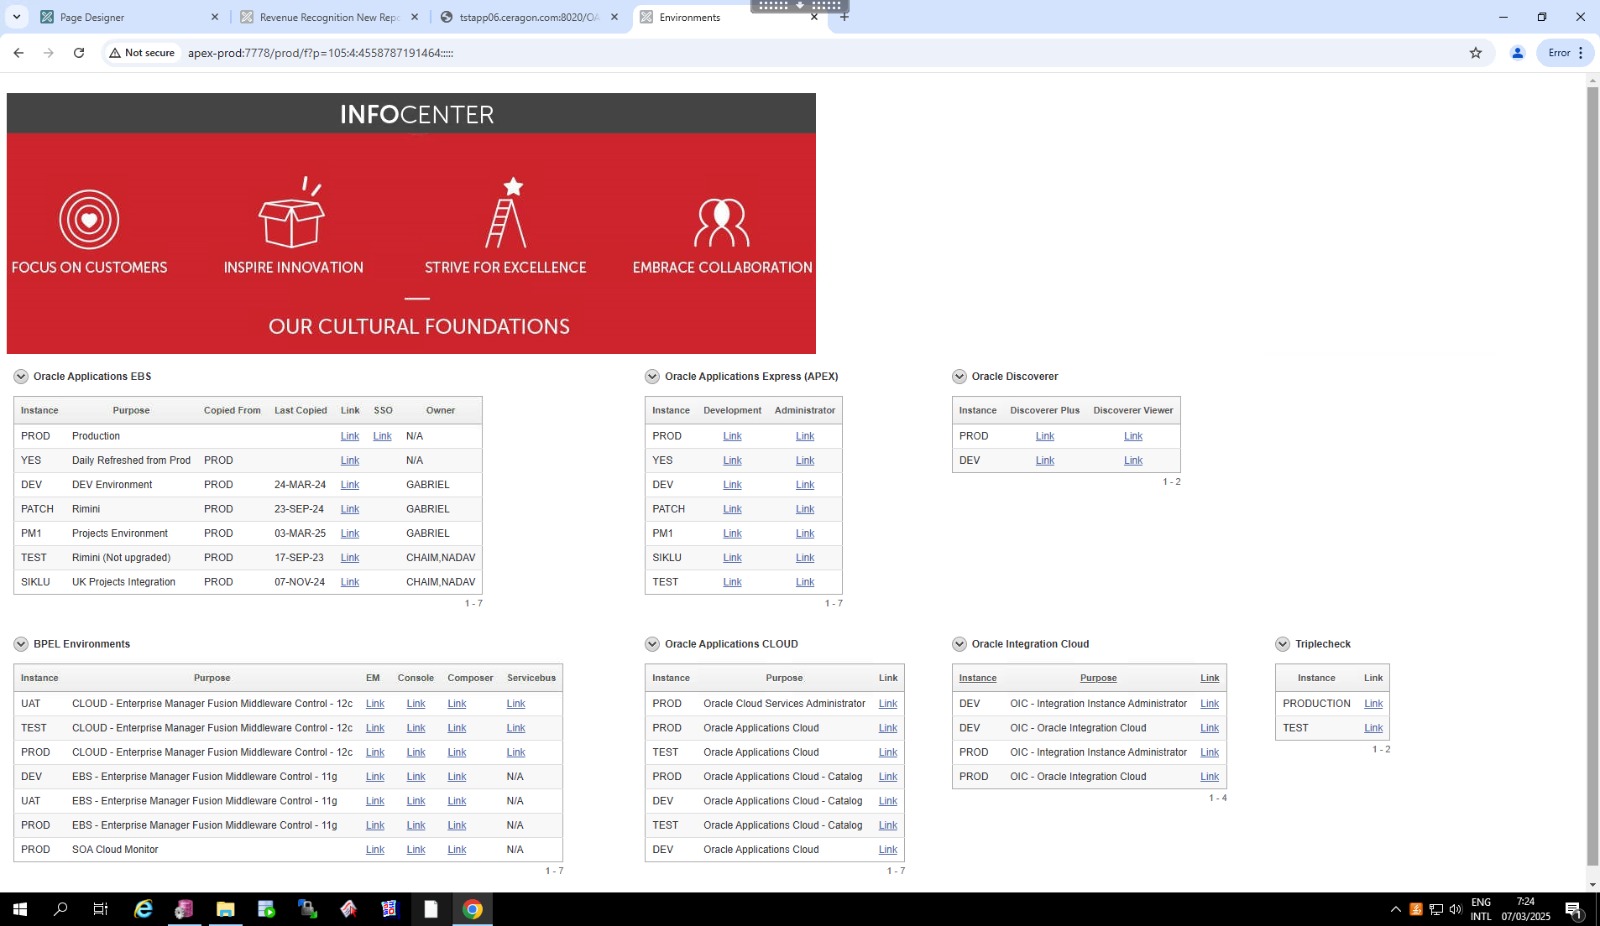 Page Designer
Revenue Recognition New Rep
tstapp06.ceragon.com:8020/OA
Environments
Not secure
apex-prod:7778/prod/f?p=105:4:4558787191464:::::
Error
INFOCENTER
FOCUS ON CUSTOMERS INSPIRE INNOVATION STRIVE FOR EXCELLENCE EMBRACE COLLABORATION
OUR CULTURAL FOUNDATIONS
Oracle Applications EBS
Instance Purpose Copied From Last Copied Link SSO Owner
PROD Production Link Link N/A
YES Daily Refreshed from Prod PROD Link N/A
DEV DEV Environment PROD 24-MAR-24 Link GABRIEL
PATCH Rimini PROD 23-SEP-24 Link GABRIEL
PM1 Projects Environment PROD 03-MAR-25 Link GABRIEL
TEST Rimini (Not upgraded) PROD 17-SEP-23 Link CHAIM,NADAV
SIKLU UK Projects Integration PROD 07-NOV-24 Link CHAIM,NADAV
1 - 7
Oracle Applications Express (APEX)
Instance Development Administrator
PROD Link Link
YES Link Link
DEV Link Link
PATCH Link Link
PM1 Link Link
SIKLU Link Link
TEST Link Link
1 - 7
Oracle Discoverer
Instance Discoverer Plus Discoverer Viewer
PROD Link Link
DEV Link Link
1 - 2
BPEL Environments
Instance Purpose EM Console Composer Servicebus
UAT CLOUD - Enterprise Manager Fusion Middleware Control - 12c Link Link Link Link
TEST CLOUD - Enterprise Manager Fusion Middleware Control - 12c Link Link Link Link
PROD CLOUD - Enterprise Manager Fusion Middleware Control - 12c Link Link Link Link
DEV EBS - Enterprise Manager Fusion Middleware Control - 11g Link Link Link N/A
UAT EBS - Enterprise Manager Fusion Middleware Control - 11g Link Link Link N/A
PROD EBS - Enterprise Manager Fusion Middleware Control - 11g Link Link Link N/A
PROD SOA Cloud Monitor Link Link Link N/A
1 - 7
Oracle Applications CLOUD
Instance Purpose Link
PROD Oracle Cloud Services Administrator Link
PROD Oracle Applications Cloud Link
TEST Oracle Applications Cloud Link
PROD Oracle Applications Cloud - Catalog Link
DEV Oracle Applications Cloud - Catalog Link
TEST Oracle Applications Cloud - Catalog Link
DEV Oracle Applications Cloud Link
1 - 7
Oracle Integration Cloud
Instance Purpose Link
DEV OIC - Integration Instance Administrator Link
DEV OIC - Oracle Integration Cloud Link
PROD OIC - Integration Instance Administrator Link
PROD OIC - Oracle Integration Cloud Link
1 - 4
Triplecheck
Instance Link
PRODUCTION Link
TEST Link
1 - 2
ENG
INTL
7:24
07/03/2025
1